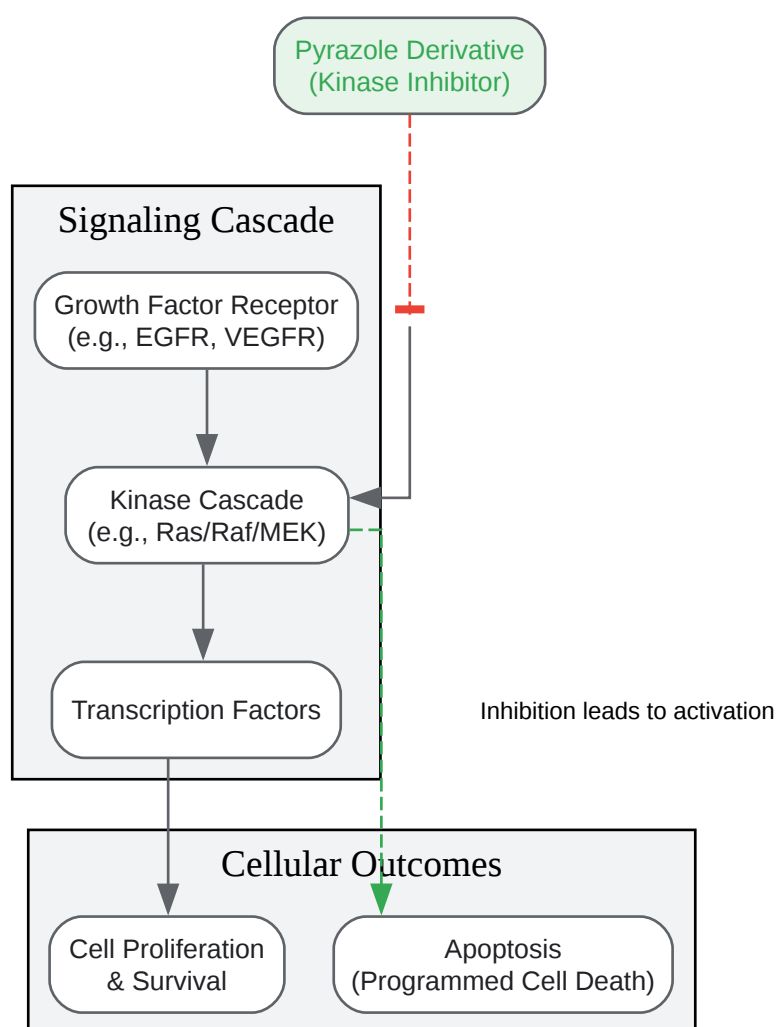 Pyrazole Derivative
(Kinase Inhibitor)
Signaling Cascade
Growth Factor Receptor
(e.g., EGFR, VEGFR)
Kinase Cascade
(e.g., Ras/Raf/MEK)
Transcription Factors
Inhibition leads to activation
Cellular Outcomes
Cell Proliferation
& Survival
Apoptosis
(Programmed Cell Death)